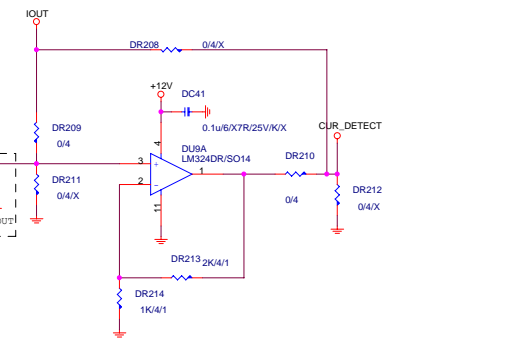 IOUT
DR208 0/4/X
+12V
DC41
0.1u/6/X7R/25V/K/X
CUR_DETECT
DR209
0/4
4
DU9A
LM324DR/SO14
DR210
3
+
1
2
-
DR211
0/4/X
DR212
0/4/X
0/4
11
OUT
DR213 2K/4/1
DR214
1K/4/1